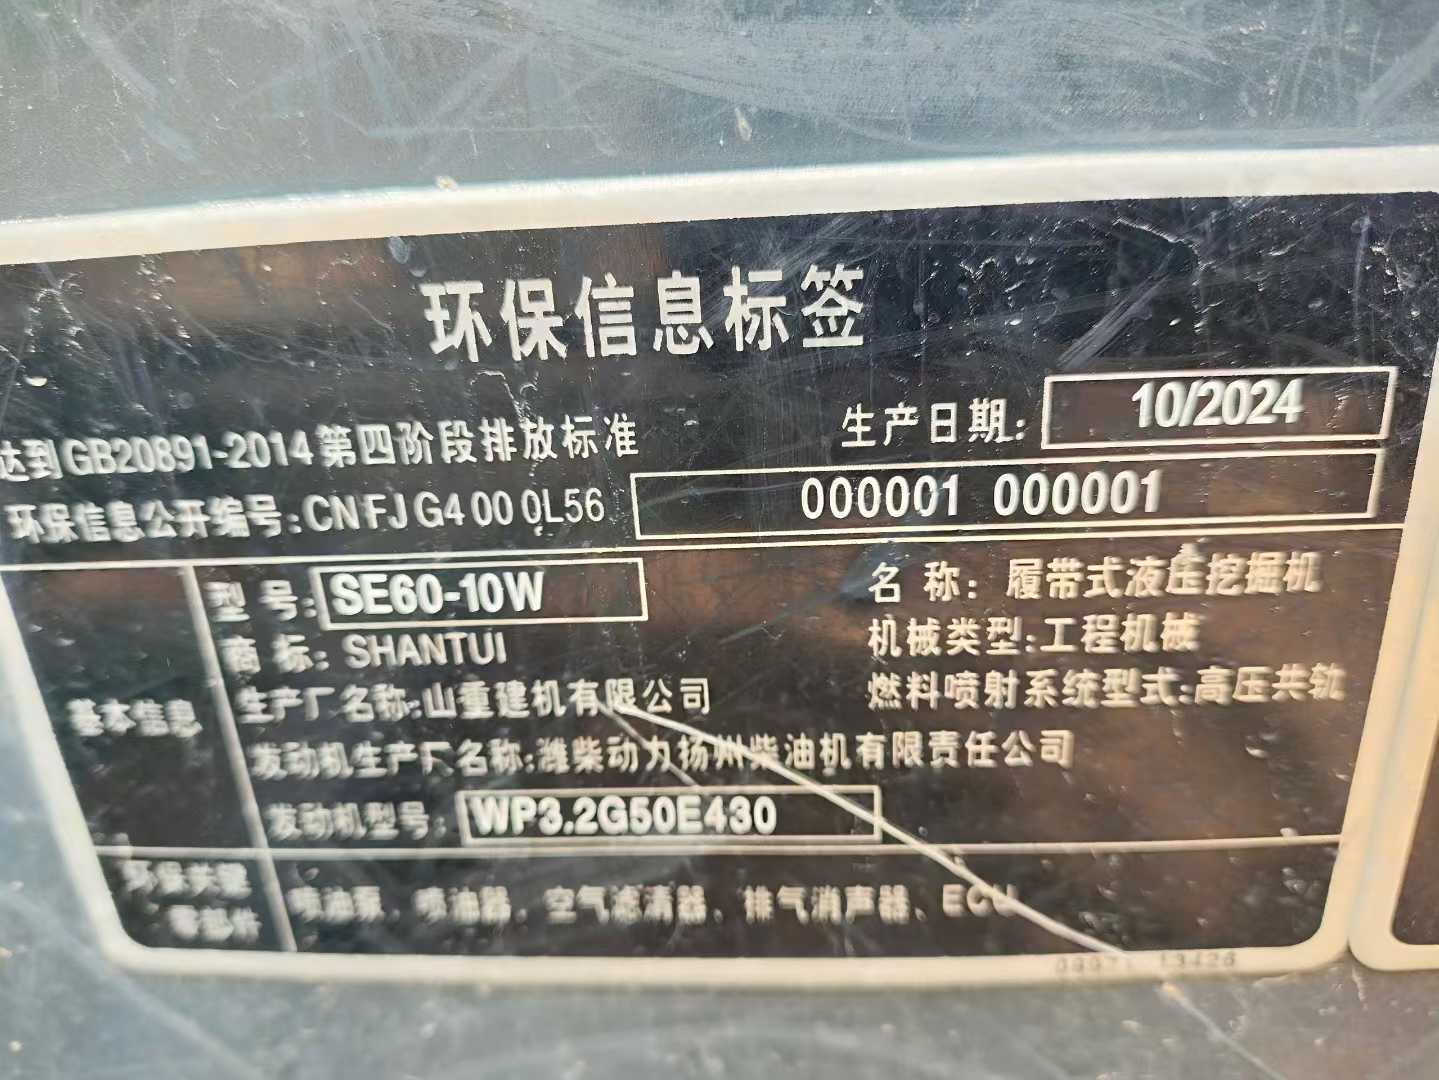 环保信息标签
达到GB20891-2014第四阶段排放标准
生产日期: 10/2024
环保信息公开编号:CN FJ G4 00 0L56 000001 000001
基本信息
型 号: SE60-10W
名 称: 履带式液压挖掘机
商 标: SHANTUI
机械类型:工程机械
生产厂名称:山重建机有限公司
燃料喷射系统型式:高压共轨
发动机生产厂名称:潍柴动力扬州柴油机有限责任公司
发动机型号: WP3.2G50E430
环保关键
零部件
喷油泵、喷油器、空气滤清器、排气消声器、ECU